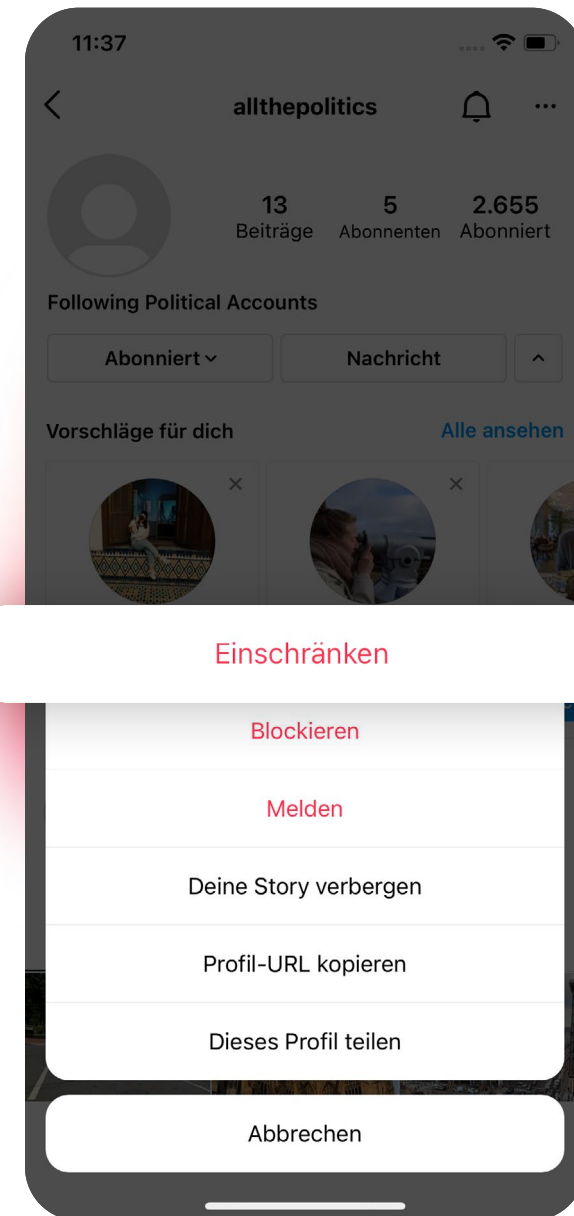 11:37
allthepolitics
13 5 2.655
Beiträge Abonnenten Abonniert
Following Political Accounts
Abonniert Nachricht
Vorschläge für dich Alle ansehen
Einschränken
Blockieren
Melden
Deine Story verbergen
Profil-URL kopieren
Dieses Profil teilen
Abbrechen